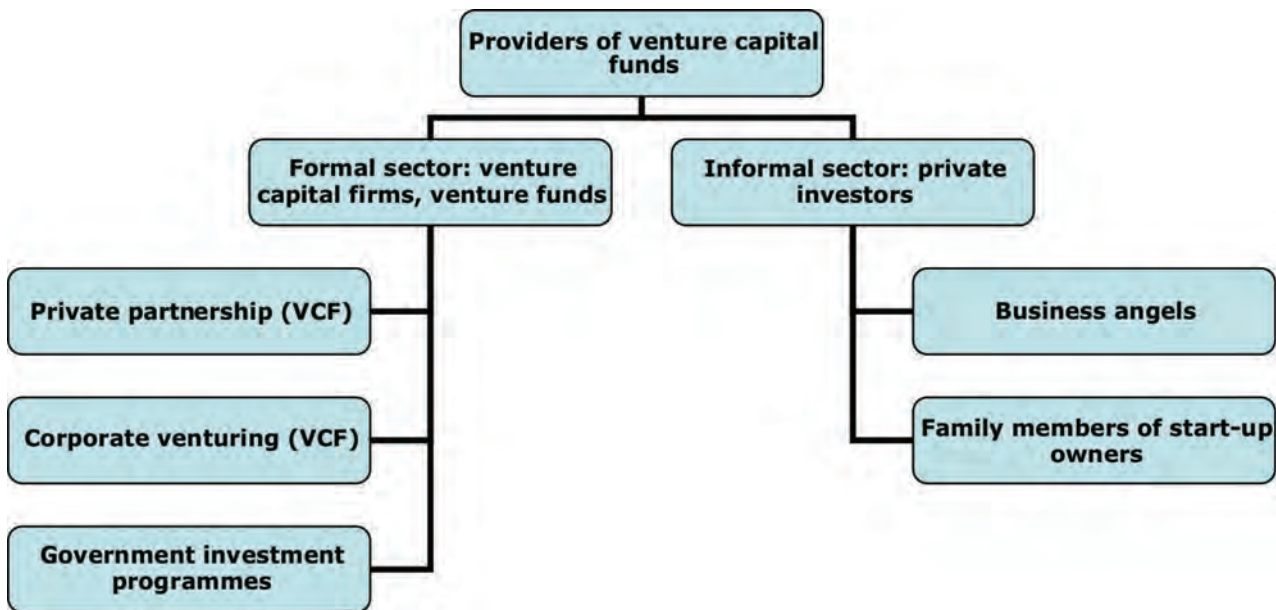 Providers of venture capital
funds
Formal sector: venture
capital firms, venture funds
Informal sector: private
investors
Private partnership (VCF)
Business angels
Corporate venturing (VCF)
Family members of start-up
owners
Government investment
programmes